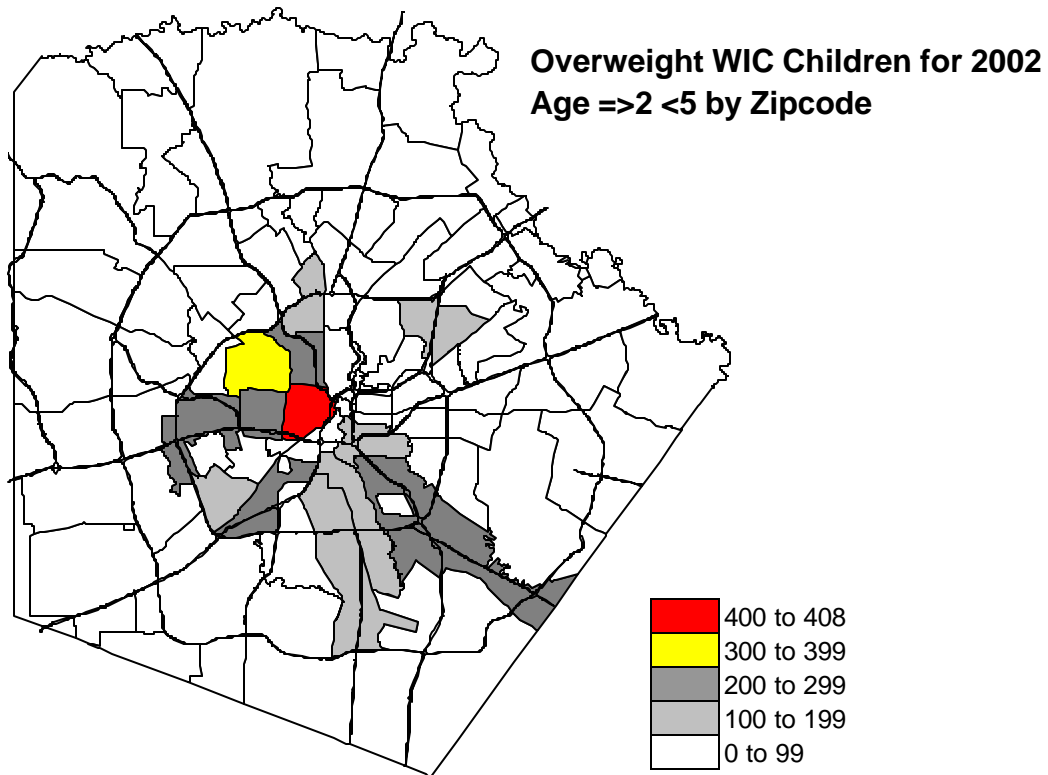 Overweight WIC Children for 2002
Age =>2 <5 by Zipcode
400 to 408
300 to 399
200 to 299
100 to 199
0 to 99